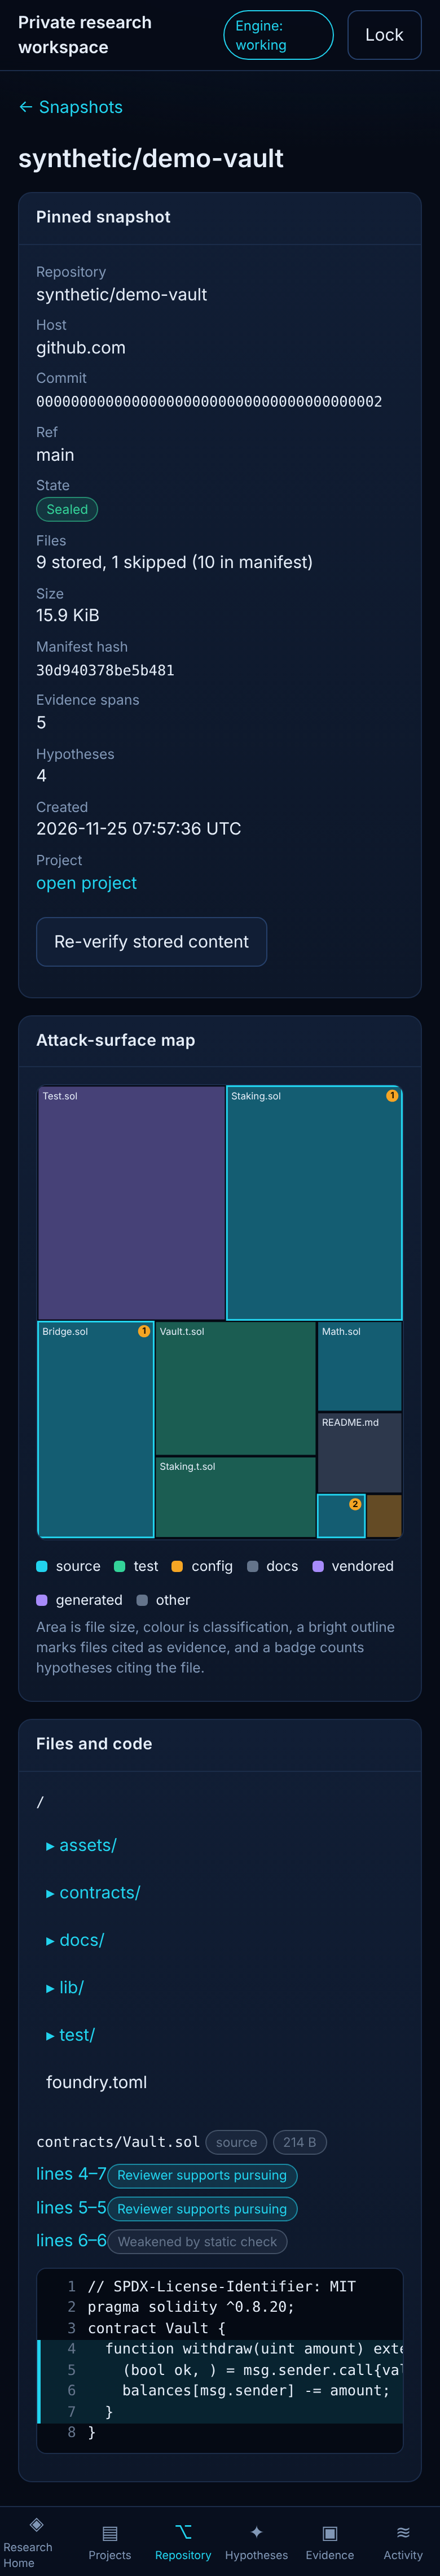 Private research
workspace
Engine:
working
Lock
← Snapshots
synthetic/demo-vault
Pinned snapshot
Repository
synthetic/demo-vault
Host
github.com
Commit
0000000000000000000000000000000000000002
Ref
main
State
Sealed
Files
9 stored, 1 skipped (10 in manifest)
Size
15.9 KiB
Manifest hash
30d940378be5b481
Evidence spans
5
Hypotheses
4
Created
2026-11-25 07:57:36 UTC
Project
open project
Re-verify stored content
Attack-surface map
Test.sol
Staking.sol 1
Bridge.sol 1
Vault.t.sol
Math.sol
README.md
Staking.t.sol
2
source test config docs vendored
generated other
Area is file size, colour is classification, a bright outline
marks files cited as evidence, and a badge counts
hypotheses citing the file.
Files and code
/
▸ assets/
▸ contracts/
▸ docs/
▸ lib/
▸ test/
foundry.toml
contracts/Vault.sol source 214 B
lines 4–7 Reviewer supports pursuing
lines 5–5 Reviewer supports pursuing
lines 6–6 Weakened by static check
1 // SPDX-License-Identifier: MIT
2 pragma solidity ^0.8.20;
3 contract Vault {
4 function withdraw(uint amount) exte
5 (bool ok, ) = msg.sender.call{val
6 balances[msg.sender] -= amount;
7 }
8 }
Research
Home
Projects
Repository
Hypotheses
Evidence
Activity